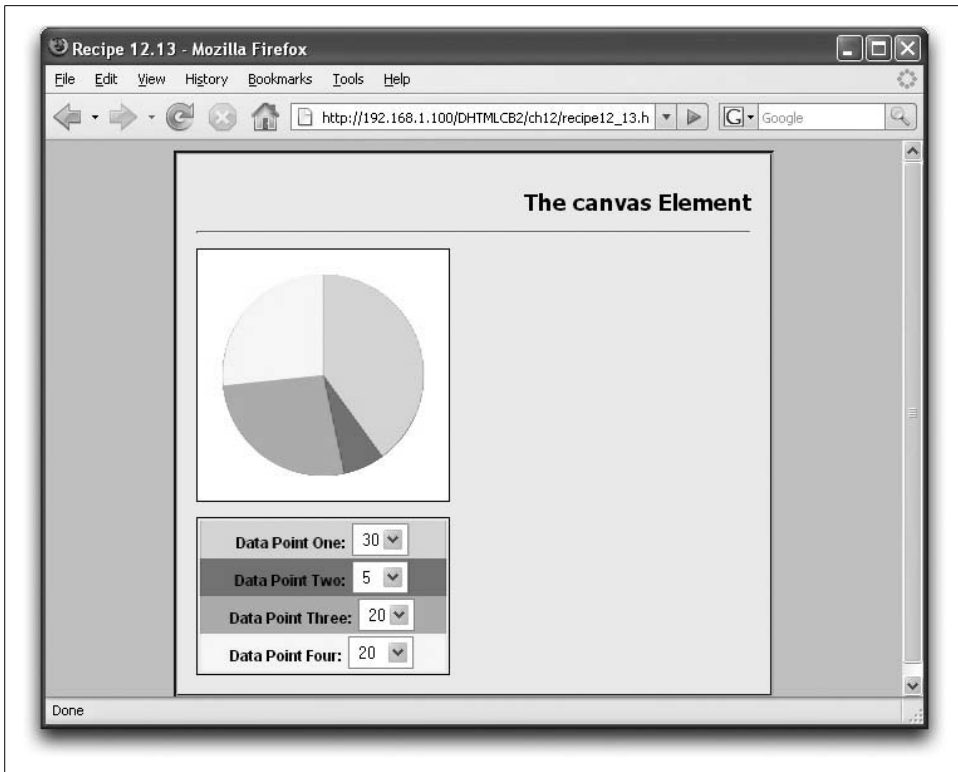 Recipe 12.13 - Mozilla Firefox
File Edit View History Bookmarks Tools Help
http://192.168.1.100/DHTMLCB2/ch12/recipe12_13.h G Google
The canvas Element
Data Point One: 30
Data Point Two: 5
Data Point Three: 20
Data Point Four: 20
Done